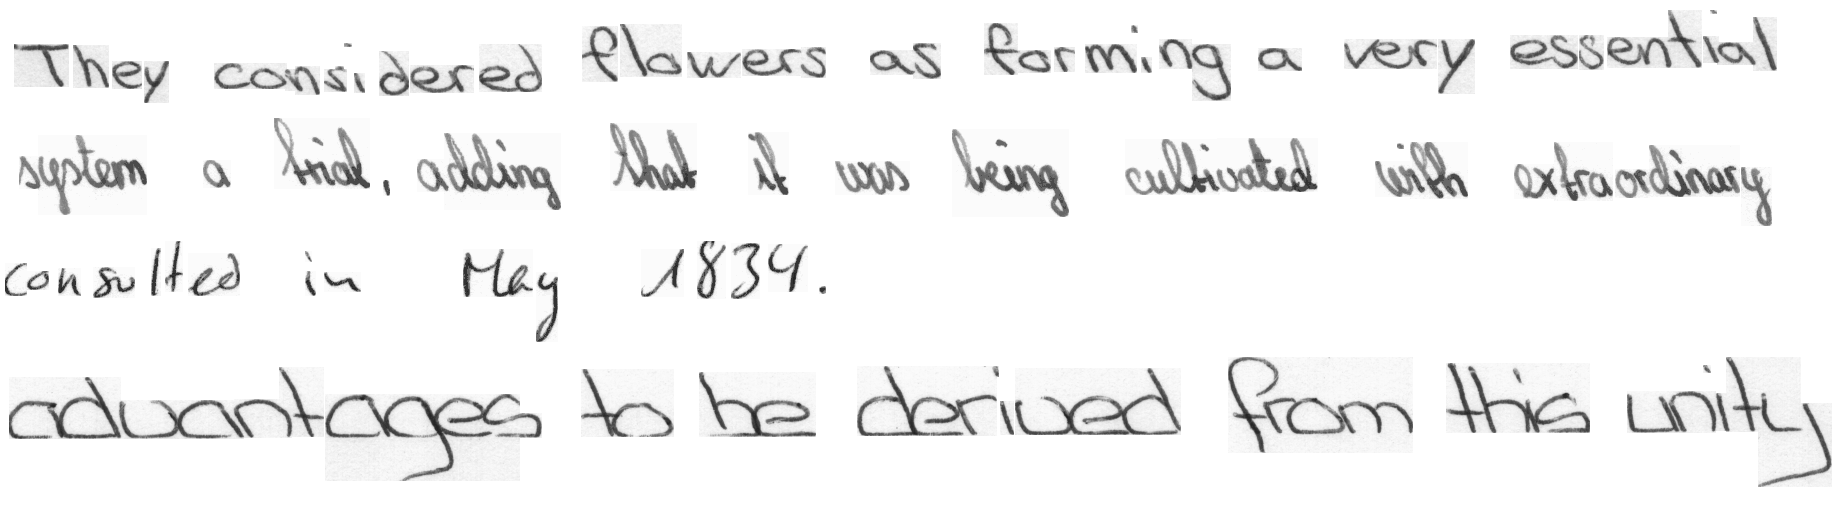 They considered flowers as forming a very essential
system a trial, adding that it was being cultivated with extraordinary
consulted in May 1834.
advantages to be derived from this unity